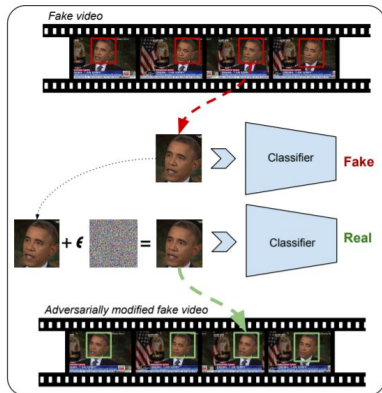 Fake video
Classifier
Fake
+ ϵ =
Classifier
Real
Adversarially modified fake video